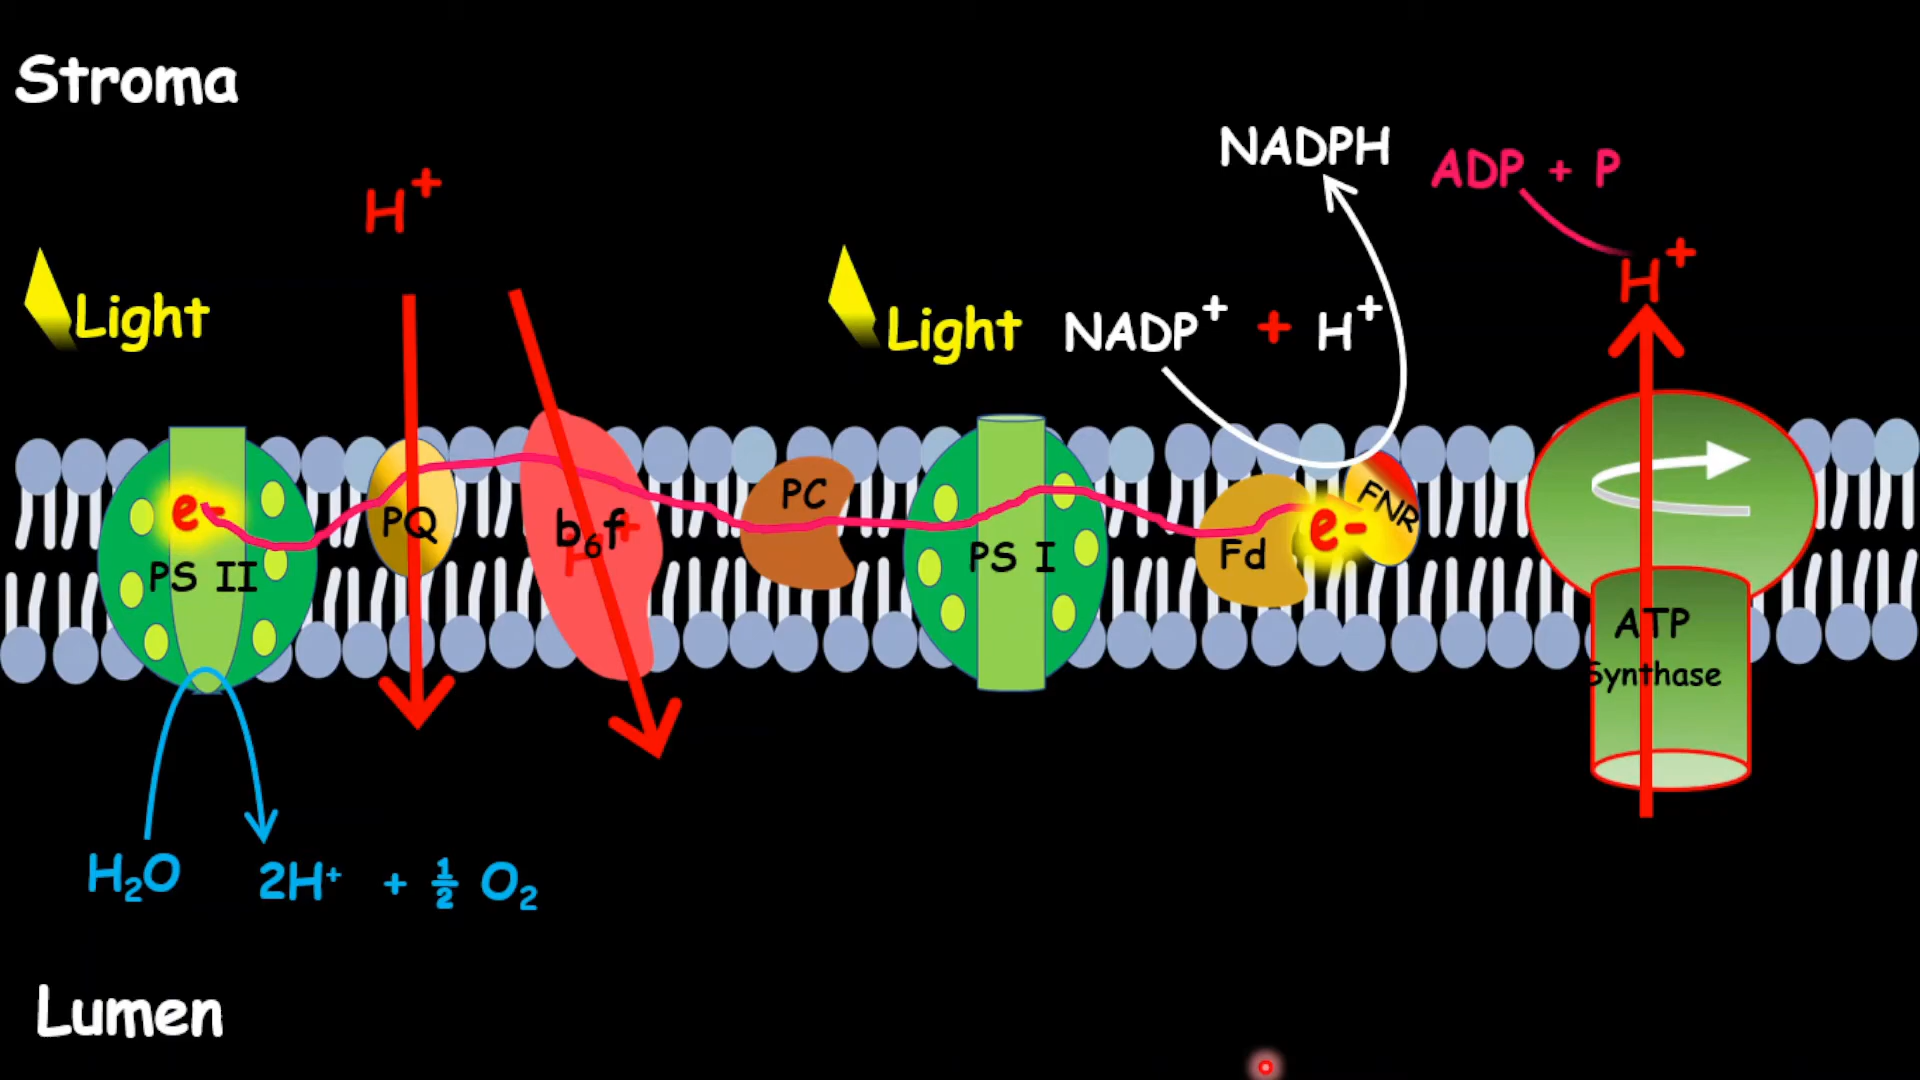 Stroma
NADPH
ADP + P
H⁺
H⁺
Light
Light
NADP⁺ + H⁺
e-
PS II
PQ
b₆f
PC
PS I
Fd
e-
FNR
ATP
Synthase
H₂O
2H⁺ + ½ O₂
Lumen